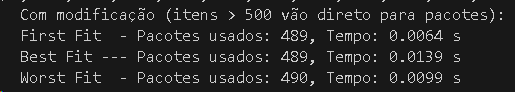 Com modificação (itens > 500 vão direto para pacotes):
First Fit  - Pacotes usados: 489, Tempo: 0.0064 s
Best Fit --- Pacotes usados: 489, Tempo: 0.0139 s
Worst Fit  - Pacotes usados: 490, Tempo: 0.0099 s